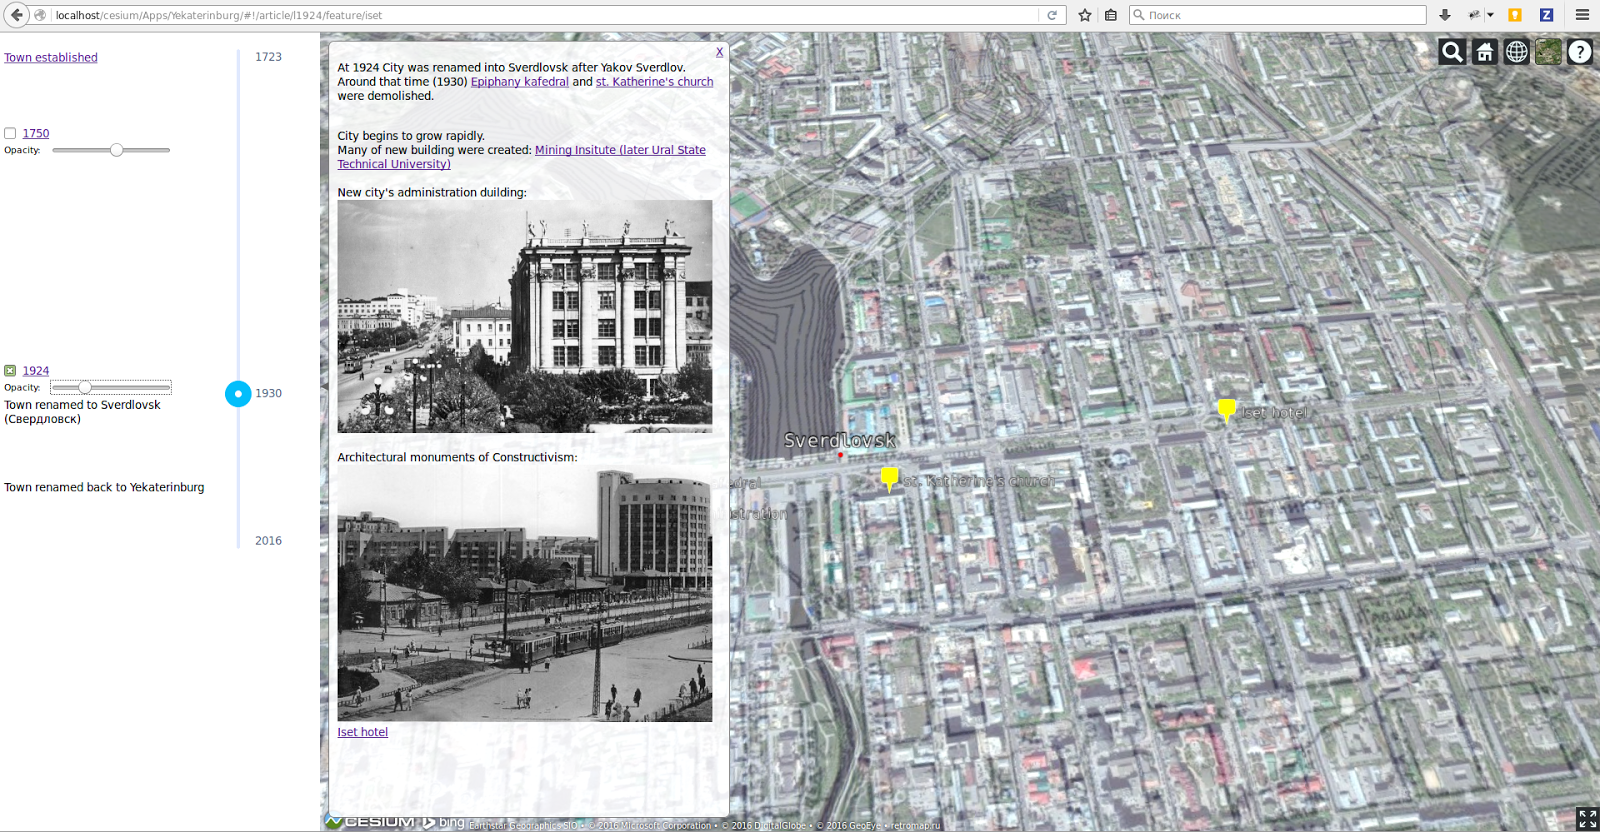 localhost/cesium/Apps/Yekaterinburg/#!/article/l1924/feature/iset
Поиск
Z
Town established
1723
1750
Opacity:
1924
Opacity:
1930
Town renamed to Sverdlovsk
(Свердловск)
Town renamed back to Yekaterinburg
2016
X
At 1924 City was renamed into Sverdlovsk after Yakov Sverdlov.
Around that time (1930) Epiphany kafedral and st. Katherine's church
were demolished.
City begins to grow rapidly.
Many of new building were created: Mining Insitute (later Ural State
Technical University)
New city's administration duilding:
Architectural monuments of Constructivism:
Iset hotel
?
Iset hotel
Sverdlovsk
st. Katherine's church
edral
istration
CESIUM bing Earthstar Geographics SIO • © 2016 Microsoft Corporation • © 2016 DigitalGlobe • © 2016 GeoEye • retromap.ru